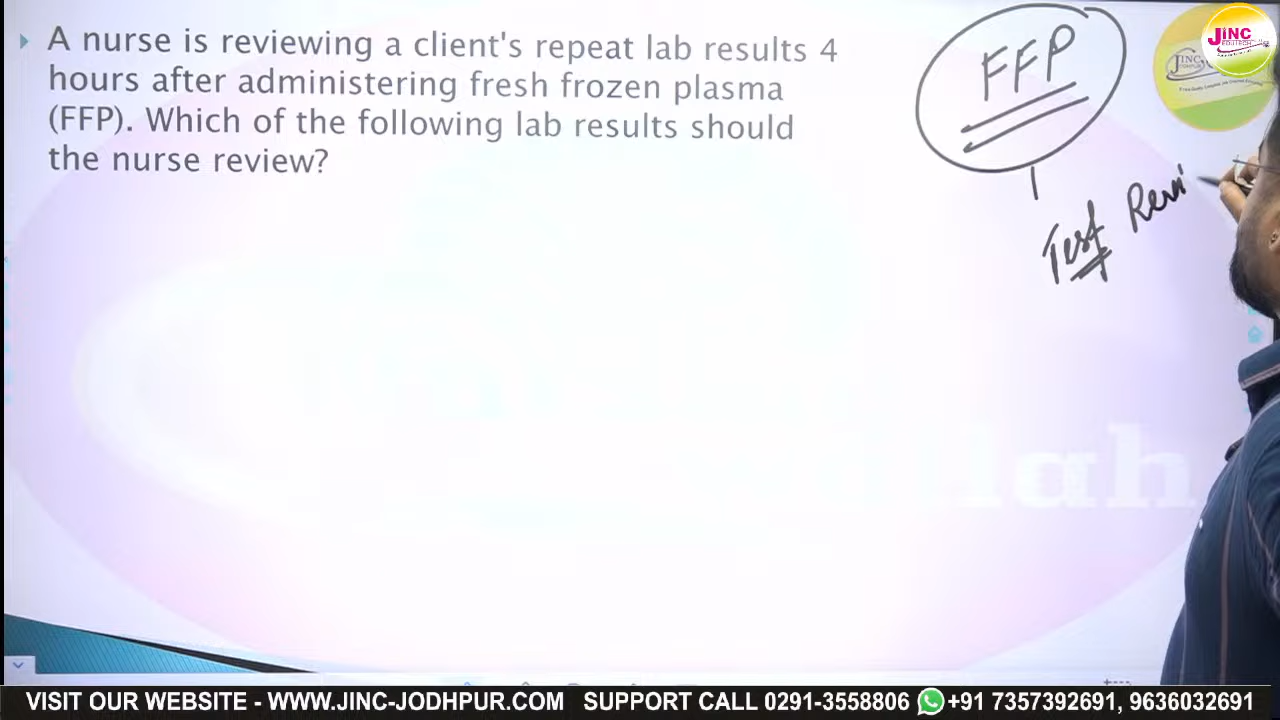 A nurse is reviewing a client's repeat lab results 4
hours after administering fresh frozen plasma
(FFP). Which of the following lab results should
the nurse review?
FFP
Test Revi
JINC
EDUTECH
lah
VISIT OUR WEBSITE - WWW.JINC-JODHPUR.COM SUPPORT CALL 0291-3558806 +91 7357392691, 9636032691